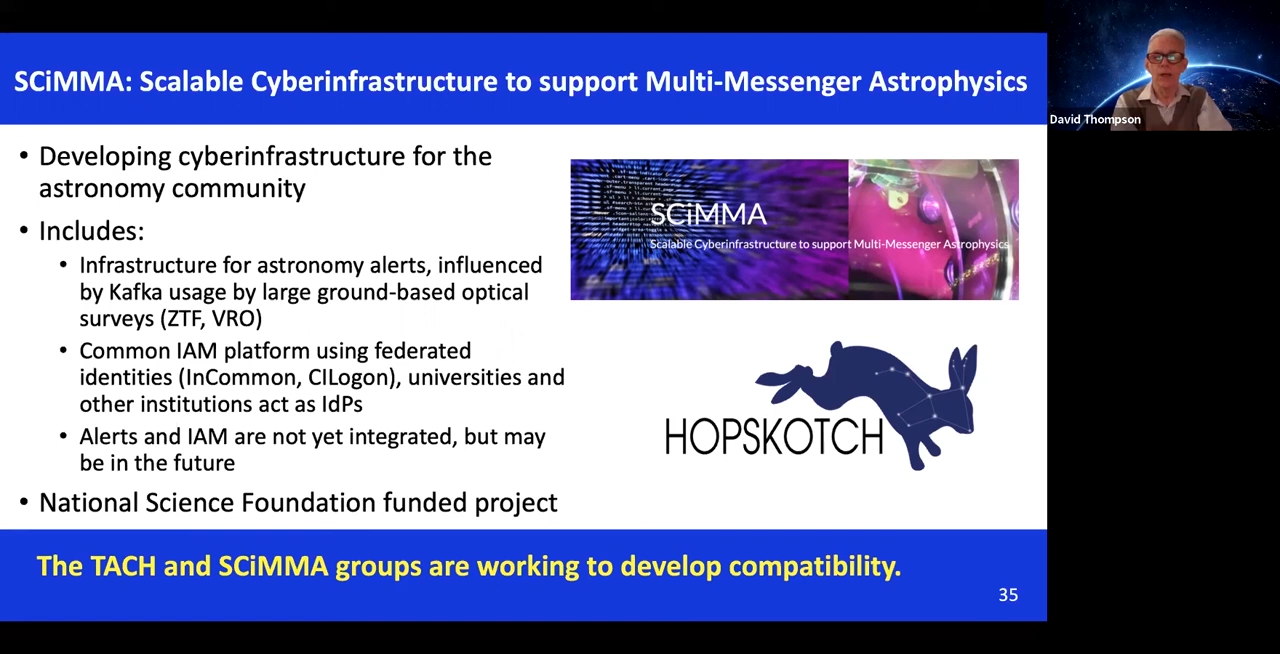 SCiMMA: Scalable Cyberinfrastructure to support Multi-Messenger Astrophysics
David Thompson
• Developing cyberinfrastructure for the
astronomy community
• Includes:
• Infrastructure for astronomy alerts, influenced
by Kafka usage by large ground-based optical
surveys (ZTF, VRO)
• Common IAM platform using federated
identities (InCommon, CILogon), universities and
other institutions act as IdPs
• Alerts and IAM are not yet integrated, but may
be in the future
• National Science Foundation funded project
SCiMMA
Scalable Cyberinfrastructure to support Multi-Messenger Astrophysics
HOPSKOTCH
The TACH and SCiMMA groups are working to develop compatibility.
35